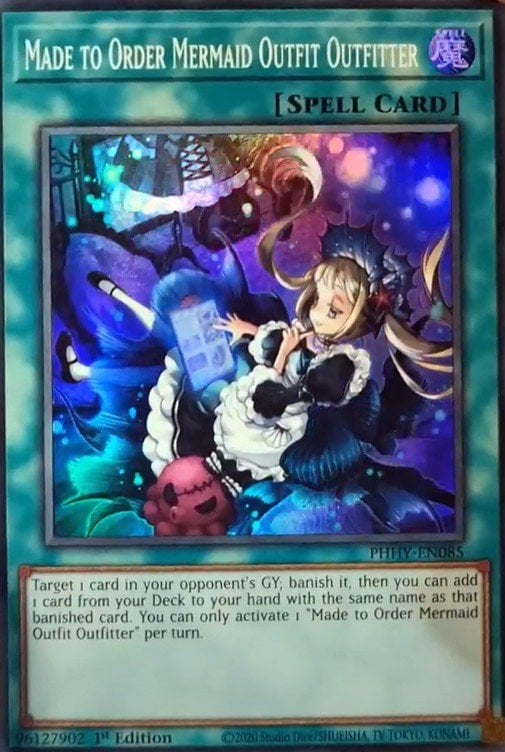 MADE TO ORDER MERMAID OUTFIT OUTFITTER
SPELL
魔
[SPELL CARD]
PHHY-EN085
Target 1 card in your opponent's GY; banish it, then you can add
1 card from your Deck to your hand with the same name as that
banished card. You can only activate 1 "Made to Order Mermaid
Outfit Outfitter" per turn.
96127902 1st Edition
©2020 Studio Dice/SHUEISHA, TV TOKYO, KONAMI